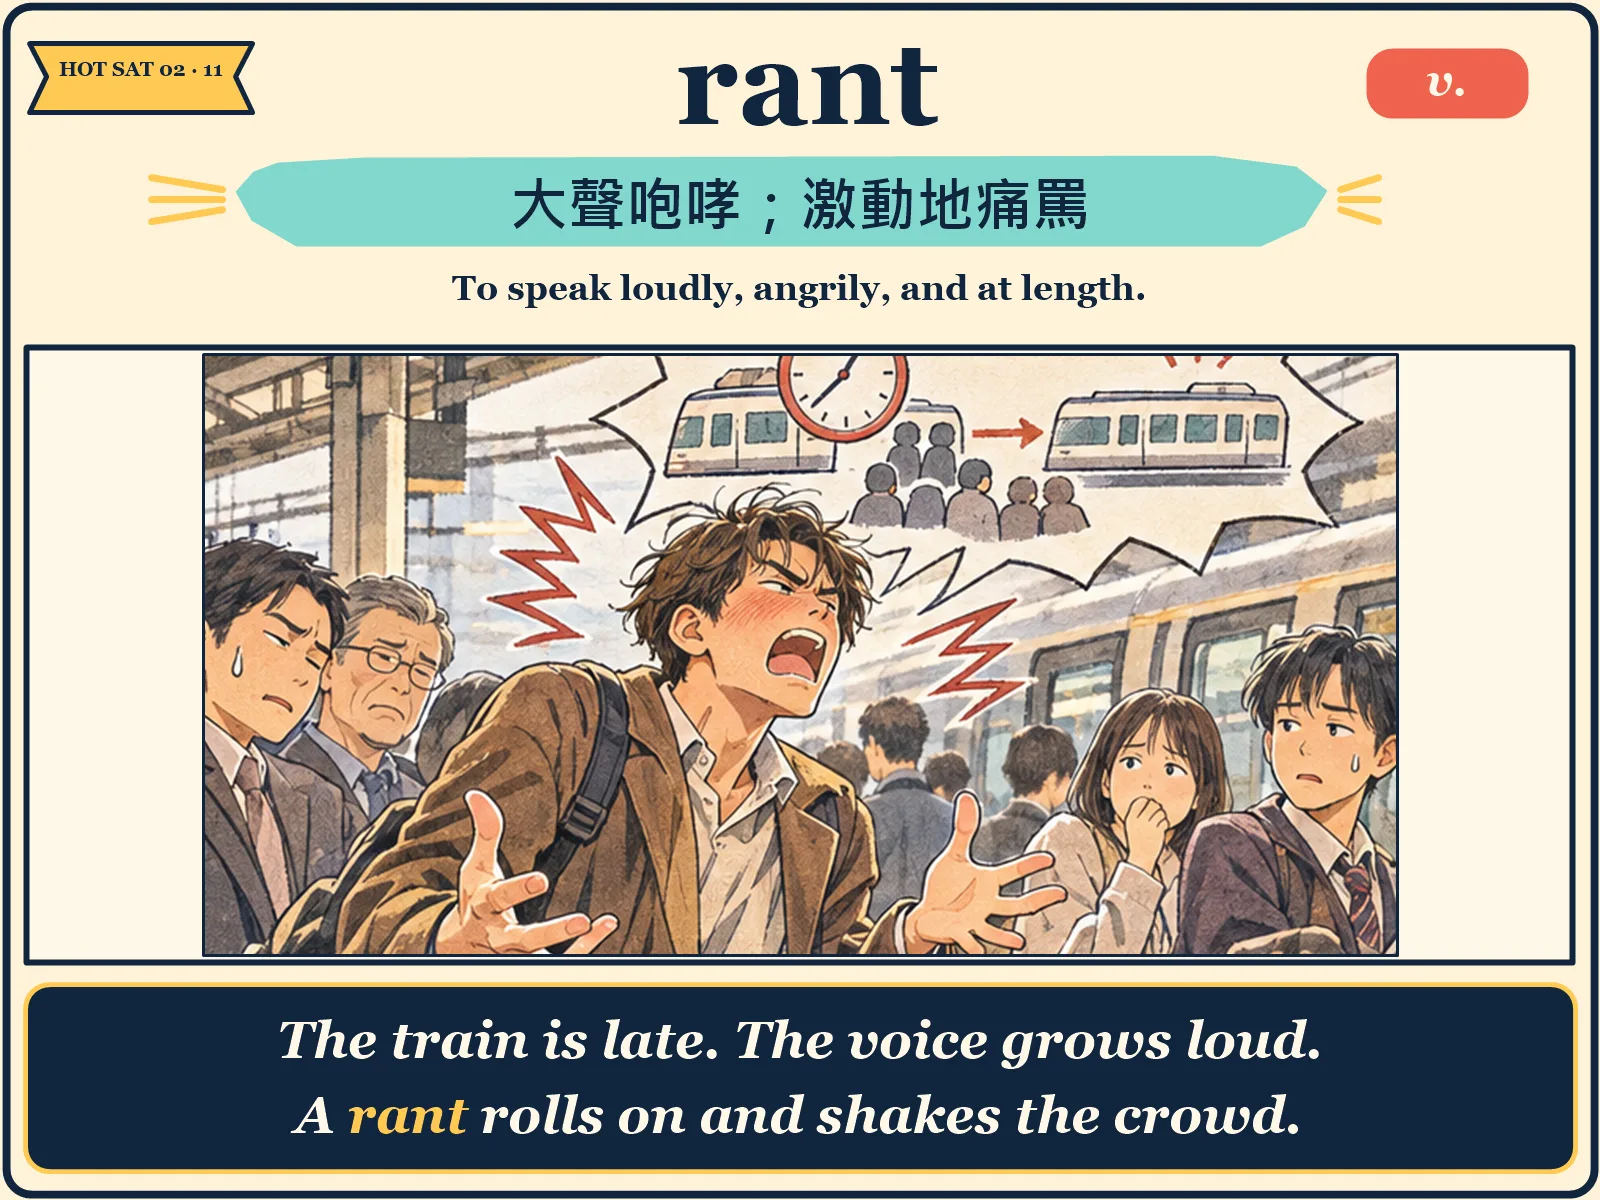 HOT SAT 02 · 11
rant
v.
大聲咆哮；激動地痛罵
To speak loudly, angrily, and at length.
The train is late. The voice grows loud.
A rant rolls on and shakes the crowd.